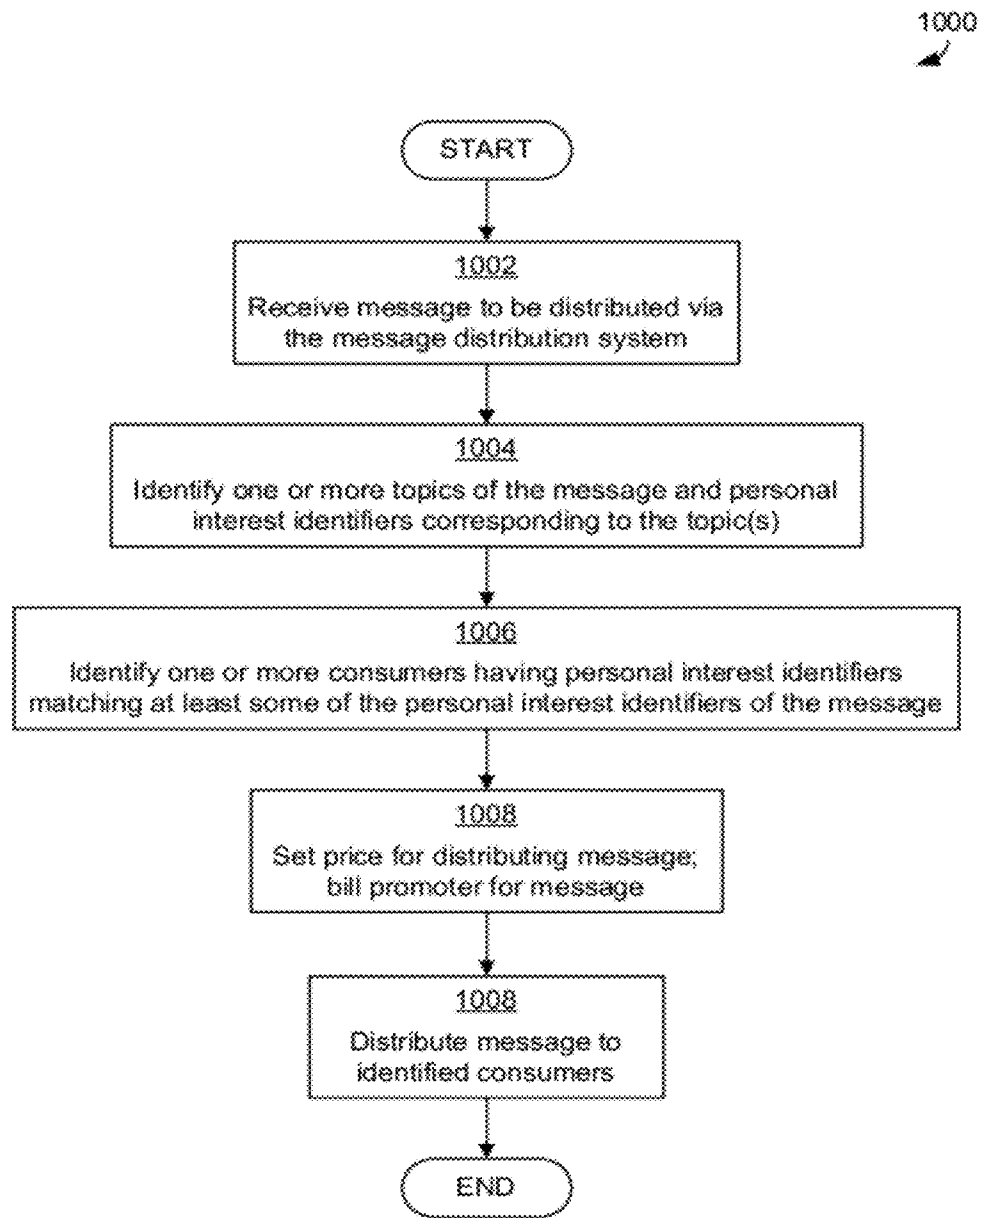 1000
START
1002
Receive message to be distributed via
the message distribution system
1004
Identify one or more topics of the message and personal
interest identifiers corresponding to the topic(s)
1006
Identify one or more consumers having personal interest identifiers
matching at least some of the personal interest identifiers of the message
1008
Set price for distributing message;
bill promoter for message
1008
Distribute message to
identified consumers
END